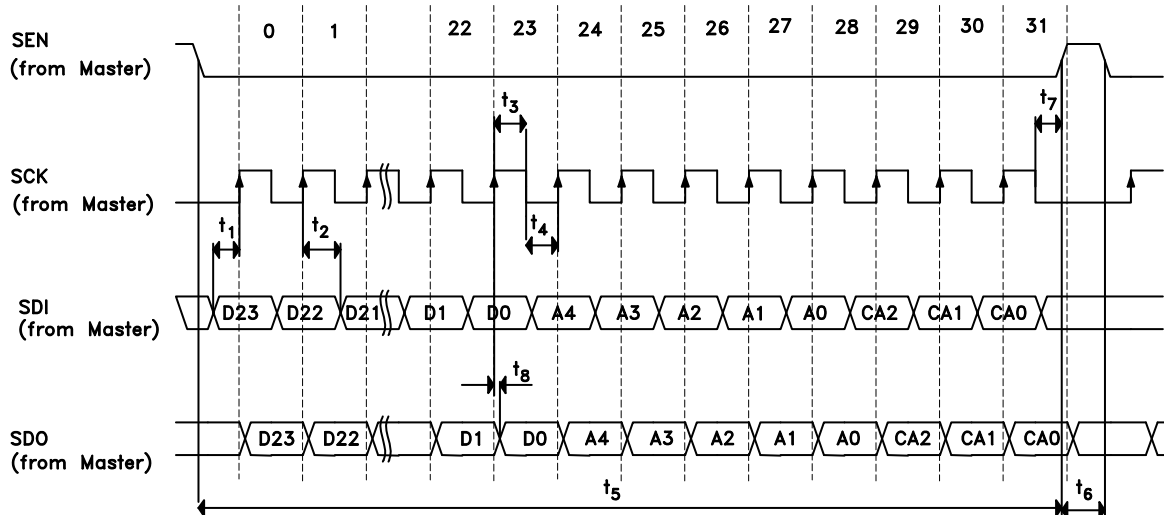 0 1 22 23 24 25 26 27 28 29 30 31
SEN
(from Master)
t3 t7
SCK
(from Master)
t1 t2 t4
SDI
(from Master)
D23 D22 D21 D1 D0 A4 A3 A2 A1 A0 CA2 CA1 CA0
t8
SDO
(from Master)
D23 D22 D1 D0 A4 A3 A2 A1 A0 CA2 CA1 CA0
t5 t6